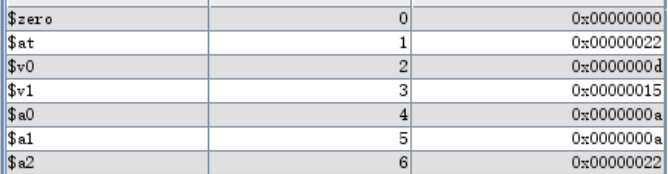 $zero 0 0x00000000
$at 1 0x00000022
$v0 2 0x0000000d
$v1 3 0x00000015
$a0 4 0x0000000a
$a1 5 0x0000000a
$a2 6 0x00000022